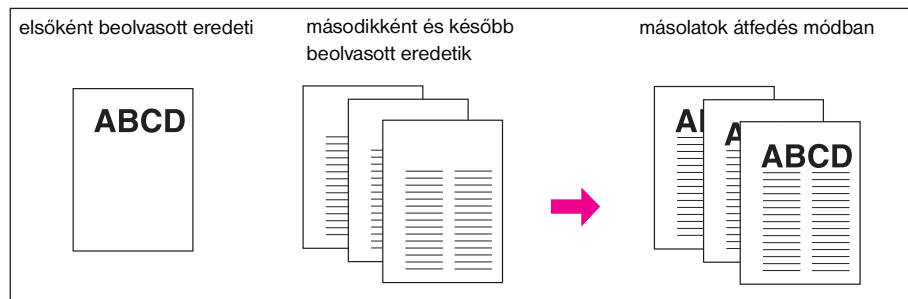 elsőként beolvasott eredeti
másodikként és később
beolvasott eredetik
másolatok átfedés módban
ABCD
A
ABCD